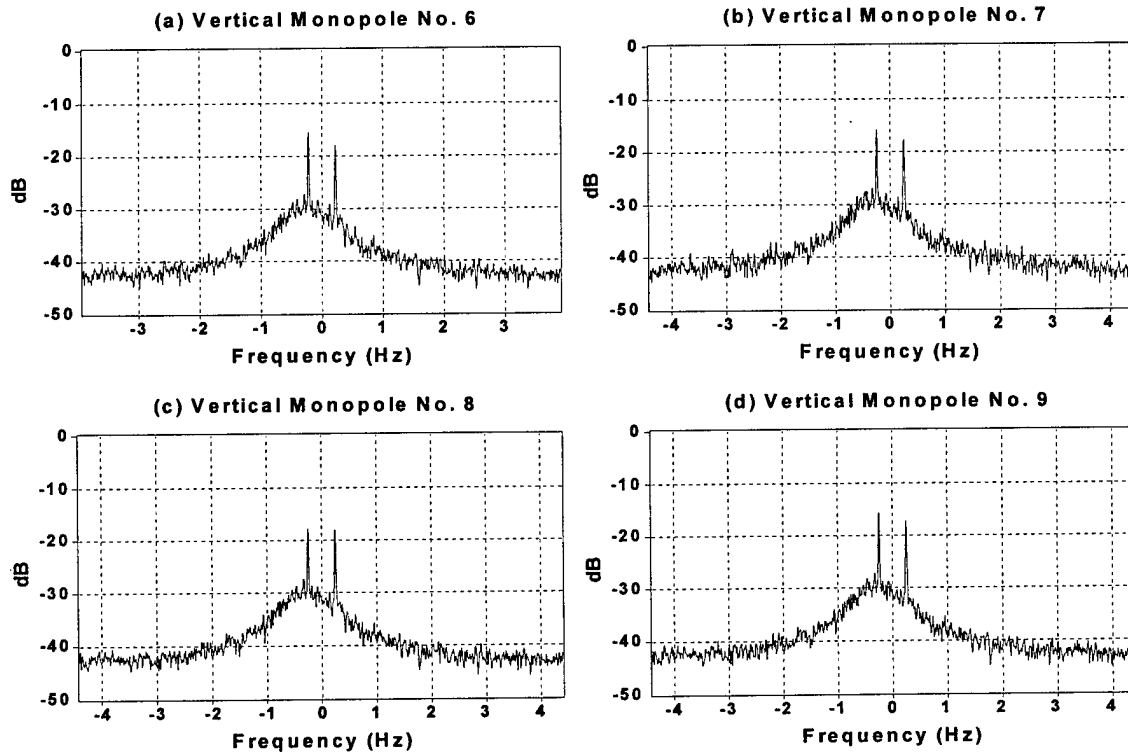 (a) Vertical Monopole No. 6
0
-10
-20
-30
-40
-50
dB
-3 -2 -1 0 1 2 3
Frequency (Hz)
(b) Vertical Monopole No. 7
0
-10
-20
-30
-40
-50
dB
-4 -3 -2 -1 0 1 2 3 4
Frequency (Hz)
(c) Vertical Monopole No. 8
0
-10
-20
-30
-40
-50
dB
-4 -3 -2 -1 0 1 2 3 4
Frequency (Hz)
(d) Vertical Monopole No. 9
0
-10
-20
-30
-40
-50
dB
-4 -3 -2 -1 0 1 2 3 4
Frequency (Hz)